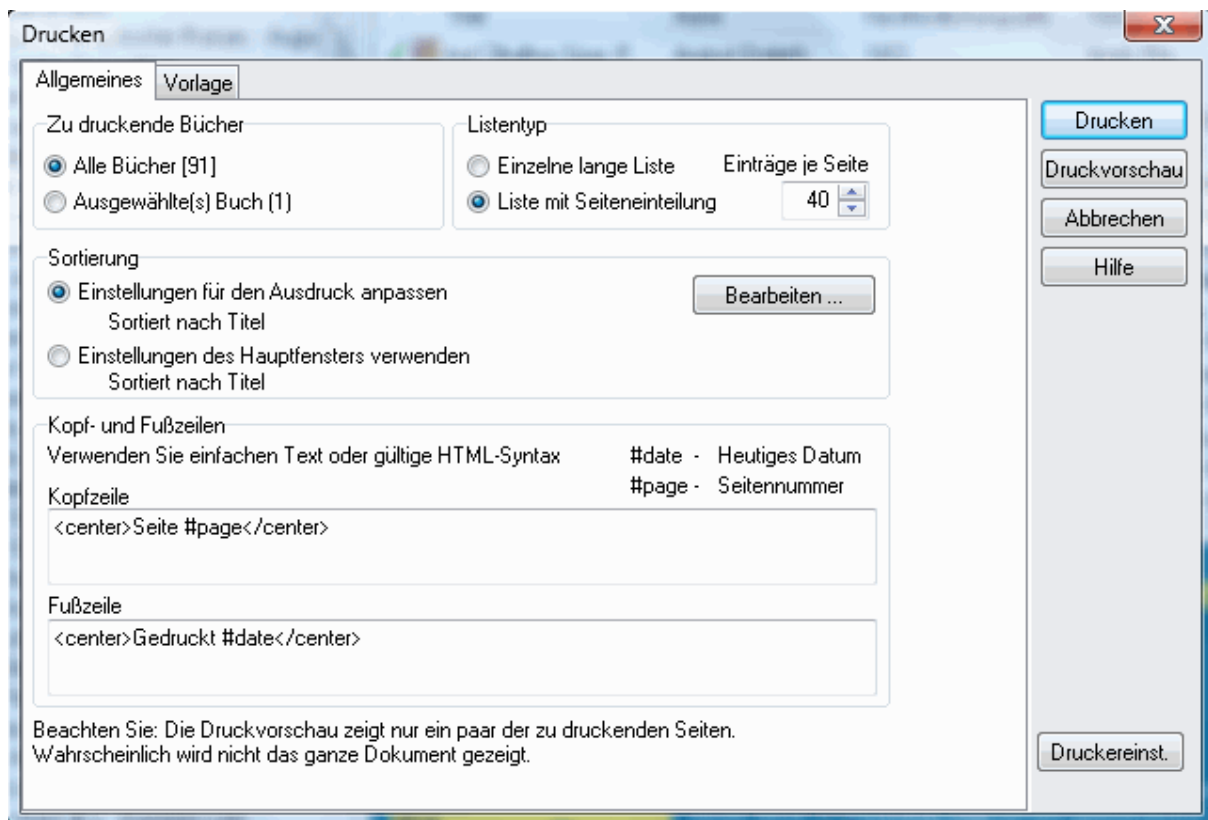 Drucken
Allgemeines
Vorlage
Zu druckende Bücher
Alle Bücher [91]
Ausgewählte(s) Buch (1)
Listentyp
Einzelne lange Liste
Liste mit Seiteneinteilung
Einträge je Seite
40
Sortierung
Einstellungen für den Ausdruck anpassen
Sortiert nach Titel
Bearbeiten ...
Einstellungen des Hauptfensters verwenden
Sortiert nach Titel
Kopf- und Fußzeilen
Verwenden Sie einfachen Text oder gültige HTML-Syntax
#date - Heutiges Datum
#page - Seitennummer
Kopfzeile
<center>Seite #page</center>
Fußzeile
<center>Gedruckt #date</center>
Beachten Sie: Die Druckvorschau zeigt nur ein paar der zu druckenden Seiten.
Wahrscheinlich wird nicht das ganze Dokument gezeigt.
Drucken
Druckvorschau
Abbrechen
Hilfe
Druckereinst.